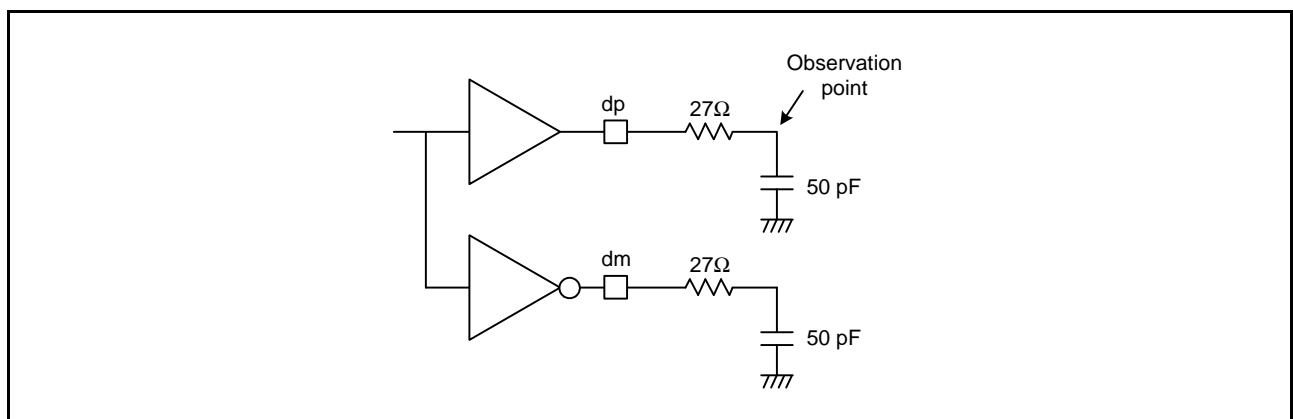 Observation
point
dp
27Ω
50 pF
dm
27Ω
50 pF